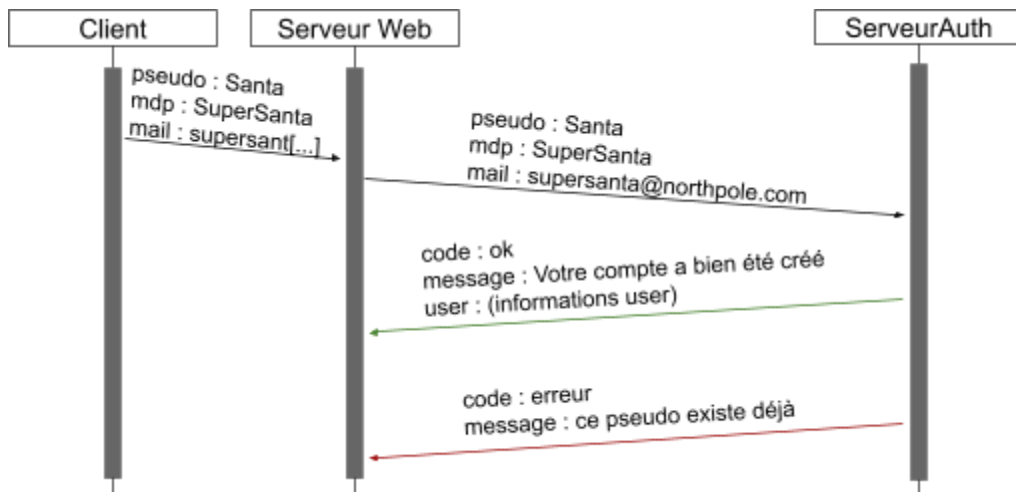 Client
Serveur Web
ServeurAuth
pseudo : Santa
mdp : SuperSanta
mail : supersant[...]
pseudo : Santa
mdp : SuperSanta
mail : supersanta@northpole.com
code : ok
message : Votre compte a bien été créé
user : (informations user)
code : erreur
message : ce pseudo existe déjà